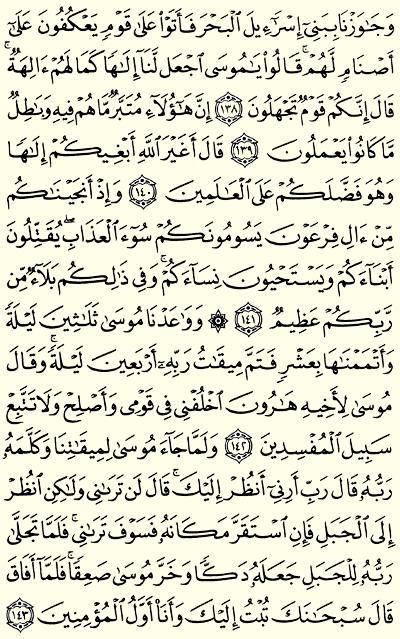 وَجَٰوَزْنَا بِبَنِىٓ إِسْرَٰٓءِيلَ ٱلْبَحْرَ فَأَتَوْا۟ عَلَىٰ قَوْمٍ يَعْكُفُونَ عَلَىٰٓ
أَصْنَامٍ لَّهُمْ ۚ قَالُوا۟ يَٰمُوسَى ٱجْعَل لَّنَآ إِلَٰهًا كَمَا لَهُمْ ءَالِهَةٌ ۚ
قَالَ إِنَّكُمْ قَوْمٌ تَجْهَلُونَ ١٣٨ إِنَّ هَٰٓؤُلَآءِ مُتَبَّرٌ مَّا هُمْ فِيهِ وَبَٰطِلٌ
مَّا كَانُوا۟ يَعْمَلُونَ ١٣٩ قَالَ أَغَيْرَ ٱللَّهِ أَبْغِيكُمْ إِلَٰهًا
وَهُوَ فَضَّلَكُمْ عَلَى ٱلْعَٰلَمِينَ ١٤٠ وَإِذْ أَنجَيْنَٰكُم
مِّنْ ءَالِ فِرْعَوْنَ يَسُومُونَكُمْ سُوٓءَ ٱلْعَذَابِ ۖ يُقَتِّلُونَ
أَبْنَآءَكُمْ وَيَسْتَحْيُونَ نِسَآءَكُمْ ۚ وَفِى ذَٰلِكُم بَلَآءٌ مِّن
رَّبِّكُمْ عَظِيمٌ ١٤١ ۞ وَوَٰعَدْنَا مُوسَىٰ ثَلَٰثِينَ لَيْلَةً
وَأَتْمَمْنَٰهَا بِعَشْرٍ فَتَمَّ مِيقَٰتُ رَبِّهِۦٓ أَرْبَعِينَ لَيْلَةً ۚ وَقَالَ
مُوسَىٰ لِأَخِيهِ هَٰرُونَ ٱخْلُفْنِى فِى قَوْمِى وَأَصْلِحْ وَلَا تَتَّبِعْ
سَبِيلَ ٱلْمُفْسِدِينَ ١٤٢ وَلَمَّا جَآءَ مُوسَىٰ لِمِيقَٰتِنَا وَكَلَّمَهُۥ
رَبُّهُۥ قَالَ رَبِّ أَرِنِىٓ أَنظُرْ إِلَيْكَ ۚ قَالَ لَن تَرَىٰنِى وَلَٰكِنِ ٱنظُرْ
إِلَى ٱلْجَبَلِ فَإِنِ ٱسْتَقَرَّ مَكَانَهُۥ فَسَوْفَ تَرَىٰنِى ۚ فَلَمَّا تَجَلَّىٰ
رَبُّهُۥ لِلْجَبَلِ جَعَلَهُۥ دَكًّا وَخَرَّ مُوسَىٰ صَعِقًا ۚ فَلَمَّآ أَفَاقَ
قَالَ سُبْحَٰنَكَ تُبْتُ إِلَيْكَ وَأَنَا۠ أَوَّلُ ٱلْمُؤْمِنِينَ ١٤٣